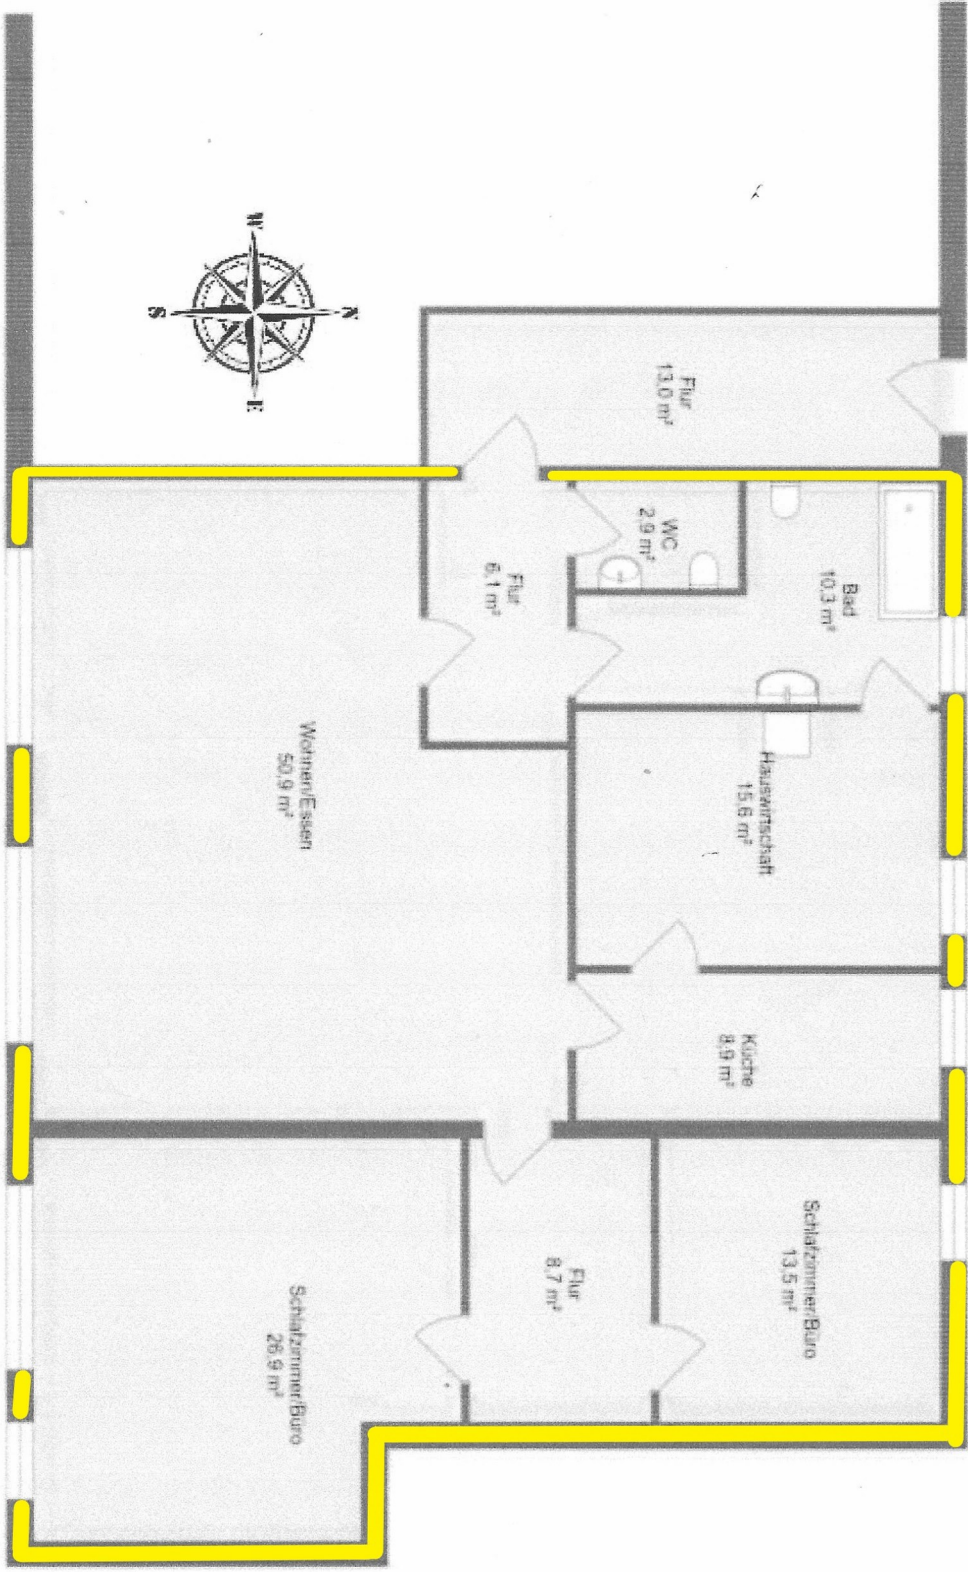 W
N
S
E
Flur
13,0 m²
WC
2,9 m²
Flur
6,1 m²
Bad
10,3 m²
Wohnen/Essen
50,9 m²
Hauswirtschaft
15,6 m²
Küche
8,9 m²
Schlafzimmer/Büro
13,5 m²
Flur
8,7 m²
Schlafzimmer/Büro
26,9 m²